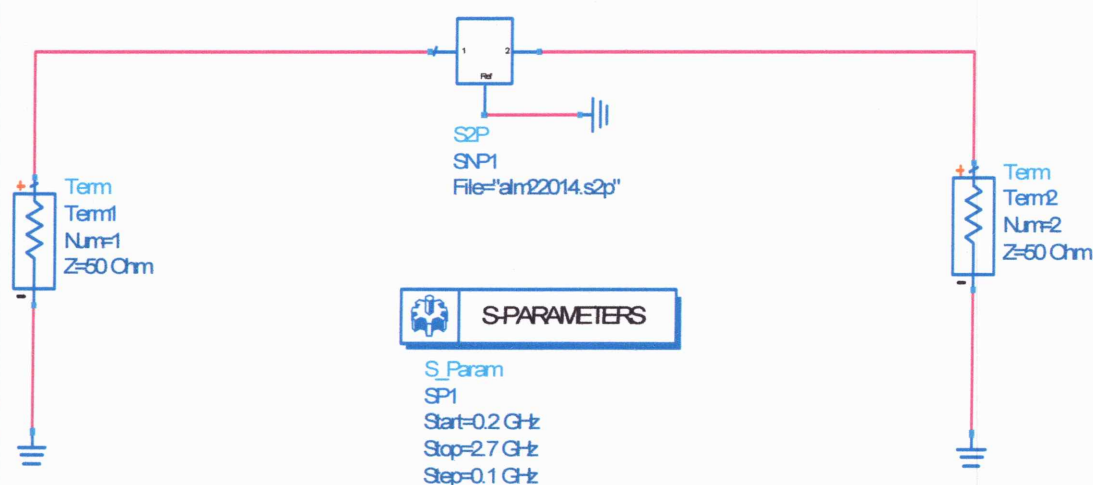 1
2
Ref
S2P
SNP1
File="alm22014.s2p"
+
Term
Term1
Num=1
Z=50 Ohm
-
+
Term
Term2
Num=2
Z=50 Ohm
-
S-PARAMETERS
S_Param
SP1
Start=0.2 GHz
Stop=2.7 GHz
Step=0.1 GHz